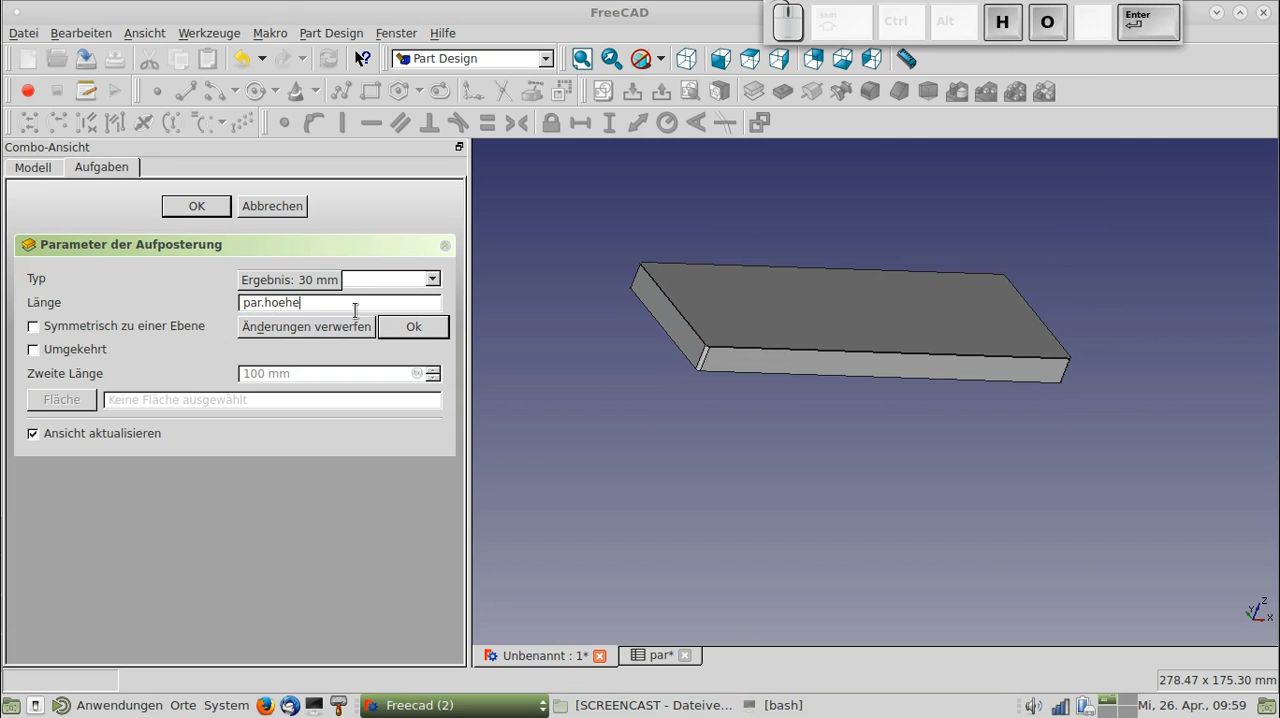 FreeCAD
Ctrl
Alt
H
O
Enter
Datei Bearbeiten Ansicht Werkzeuge Makro Part Design Fenster Hilfe
Part Design
Combo-Ansicht
Modell Aufgaben
OK Abbrechen
Parameter der Aufposterung
Typ
Ergebnis: 30 mm
Länge
par.hoehe
Symmetrisch zu einer Ebene
Änderungen verwerfen
Ok
Umgekehrt
Zweite Länge
100 mm
Fläche
Keine Fläche ausgewählt
Ansicht aktualisieren
Z
Y
X
Unbenannt : 1*
par*
278.47 x 175.30 mm
Anwendungen Orte System
Freecad (2)
[SCREENCAST - Dateive...
[bash]
Mi, 26. Apr., 09:59